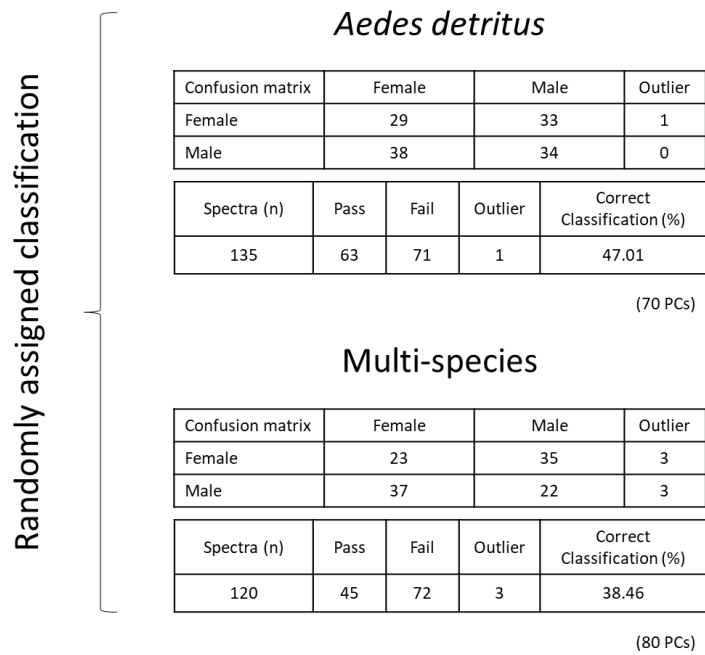 Randomly assigned classification
Aedes detritus
Confusion matrix Female Male Outlier
Female 29 33 1
Male 38 34 0
Spectra (n) Pass Fail Outlier Correct
Classification (%)
135 63 71 1 47.01
(70 PCs)
Multi-species
Confusion matrix Female Male Outlier
Female 23 35 3
Male 37 22 3
Spectra (n) Pass Fail Outlier Correct
Classification (%)
120 45 72 3 38.46
(80 PCs)